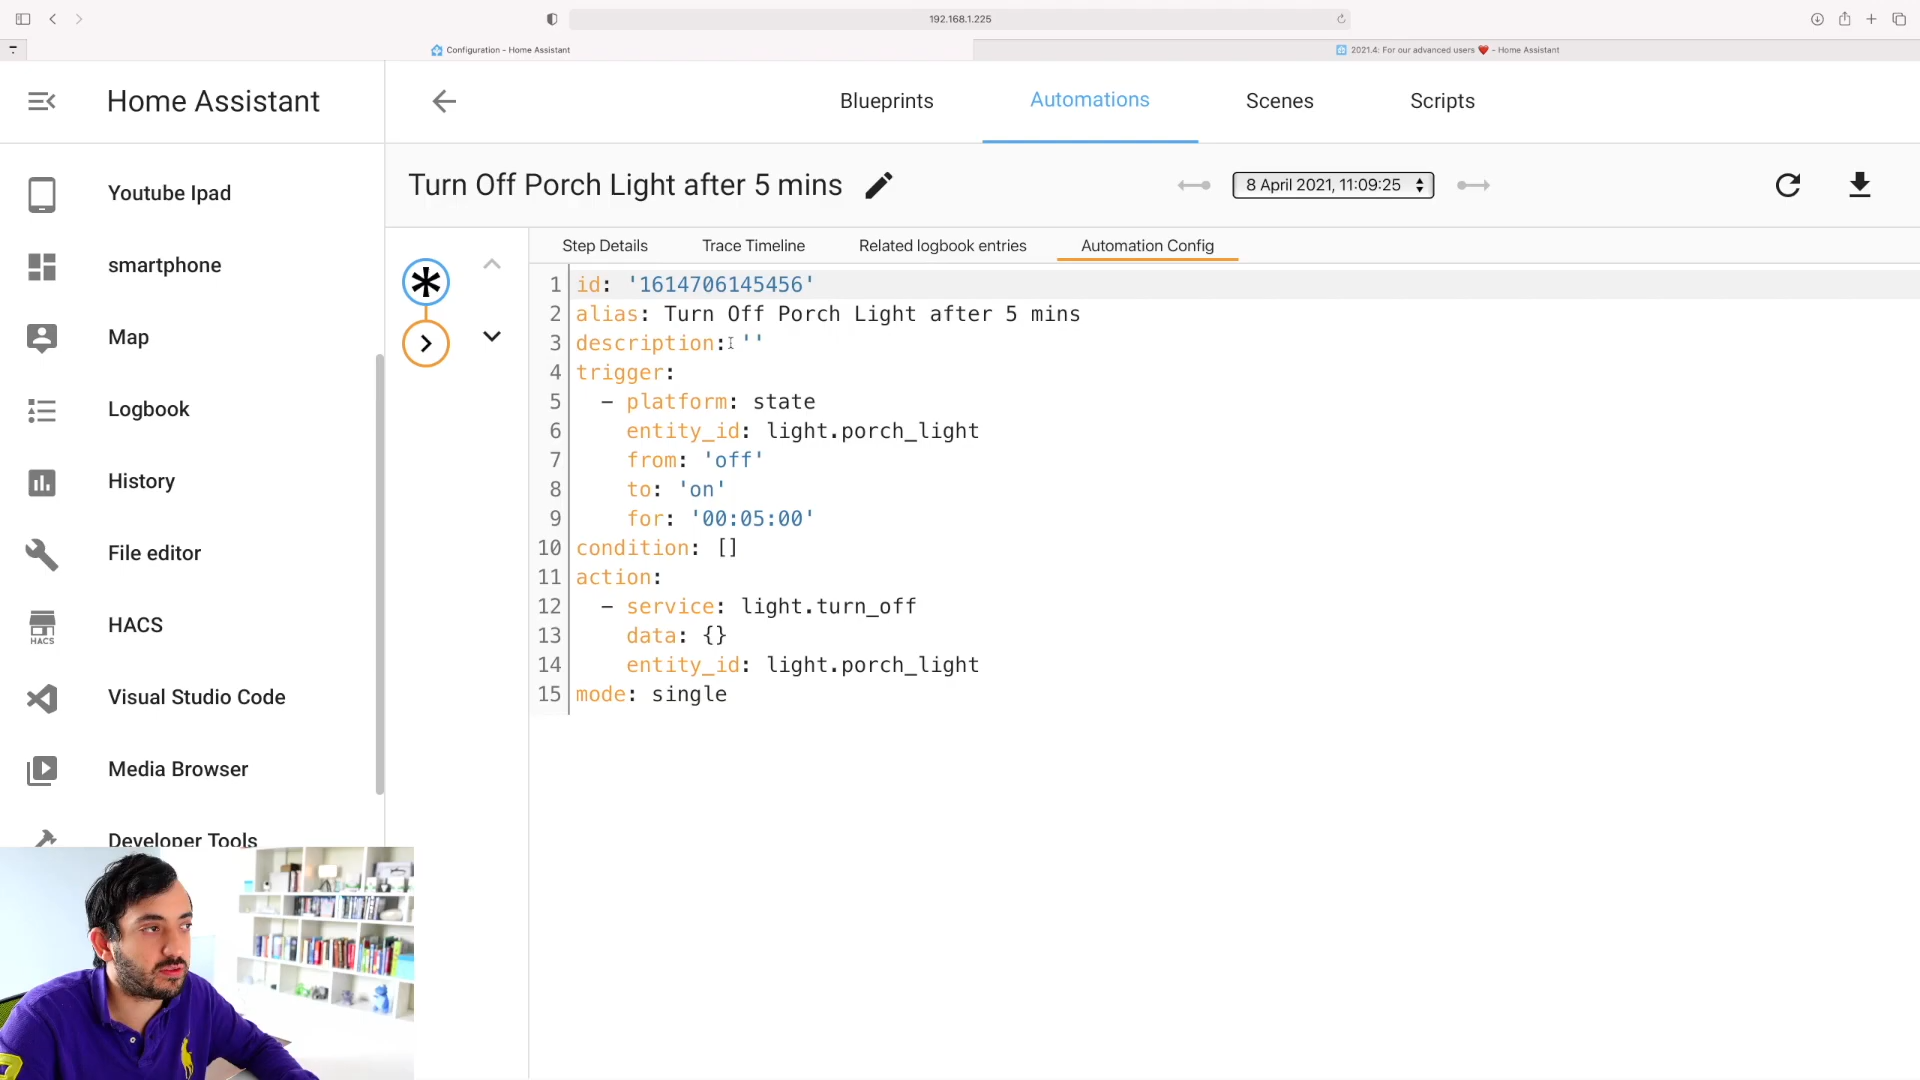 192.168.1.225
Configuration – Home Assistant
2021.4: For our advanced users ❤️ - Home Assistant
Home Assistant
Blueprints
Automations
Scenes
Scripts
Turn Off Porch Light after 5 mins
8 April 2021, 11:09:25
Youtube Ipad
smartphone
Map
Logbook
History
File editor
HACS
HACS
Visual Studio Code
Media Browser
Developer Tools
Step Details
Trace Timeline
Related logbook entries
Automation Config
1 id: '1614706145456'
2 alias: Turn Off Porch Light after 5 mins
3 description: ''
4 trigger:
5 - platform: state
6 entity_id: light.porch_light
7 from: 'off'
8 to: 'on'
9 for: '00:05:00'
10 condition: []
11 action:
12 - service: light.turn_off
13 data: {}
14 entity_id: light.porch_light
15 mode: single